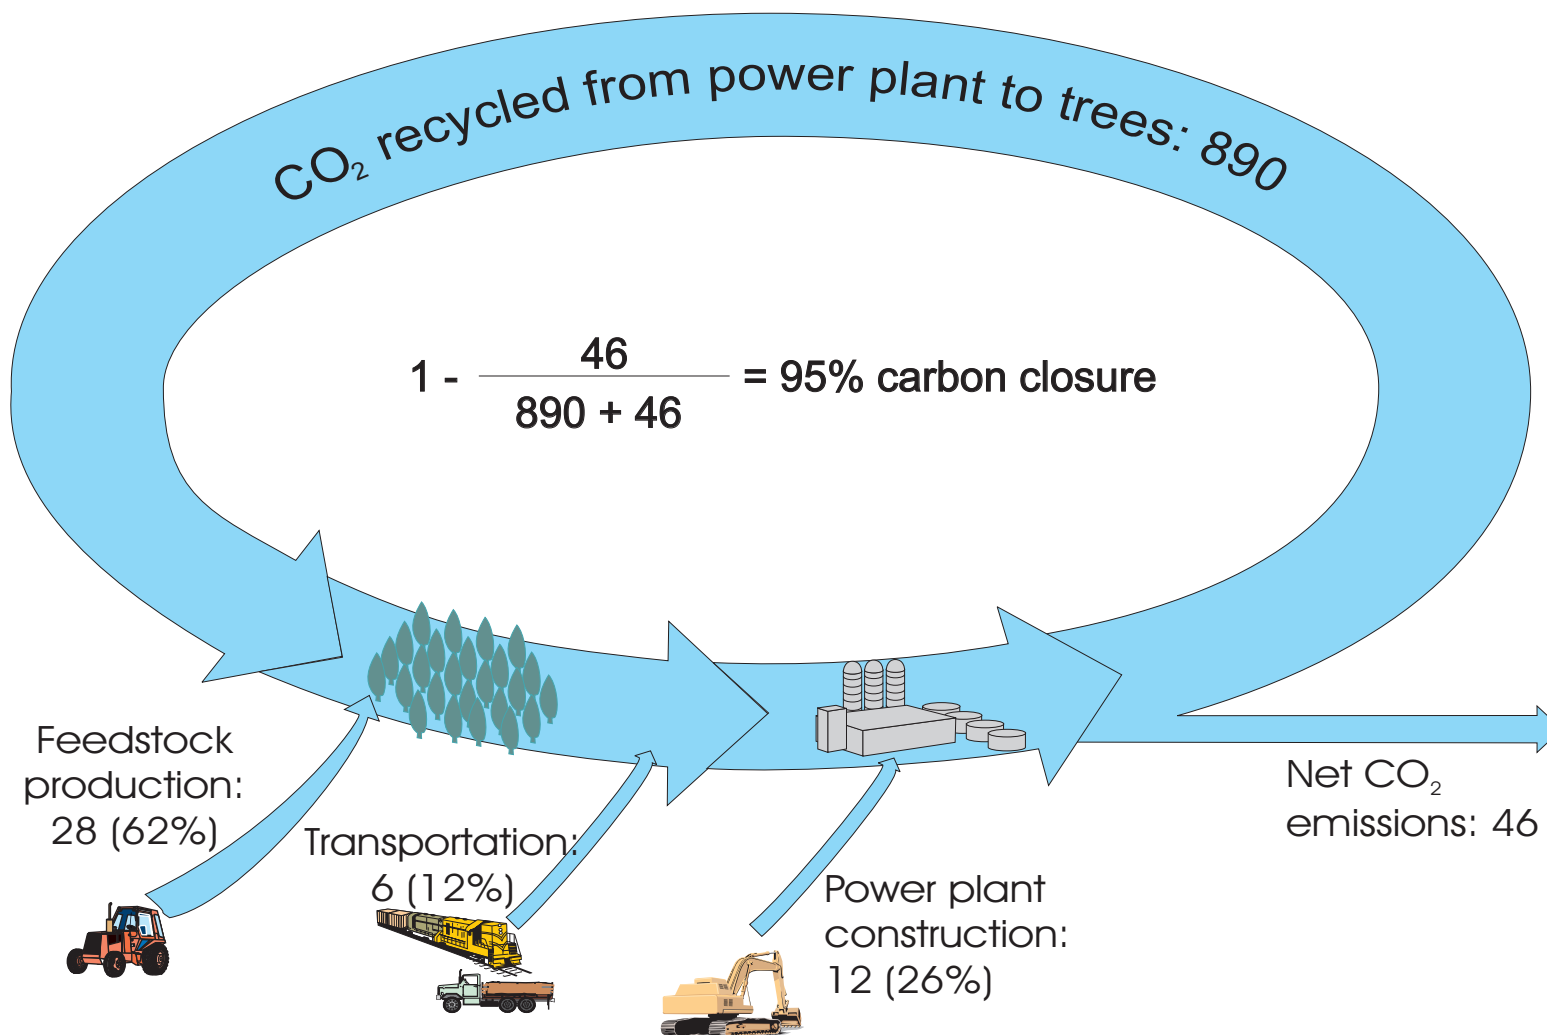 CO₂ recycled from power plant to trees: 890
46
1 - = 95% carbon closure
890 + 46
Feedstock
production:
28 (62%)
Transportation:
6 (12%)
Power plant
construction:
12 (26%)
Net CO₂
emissions: 46